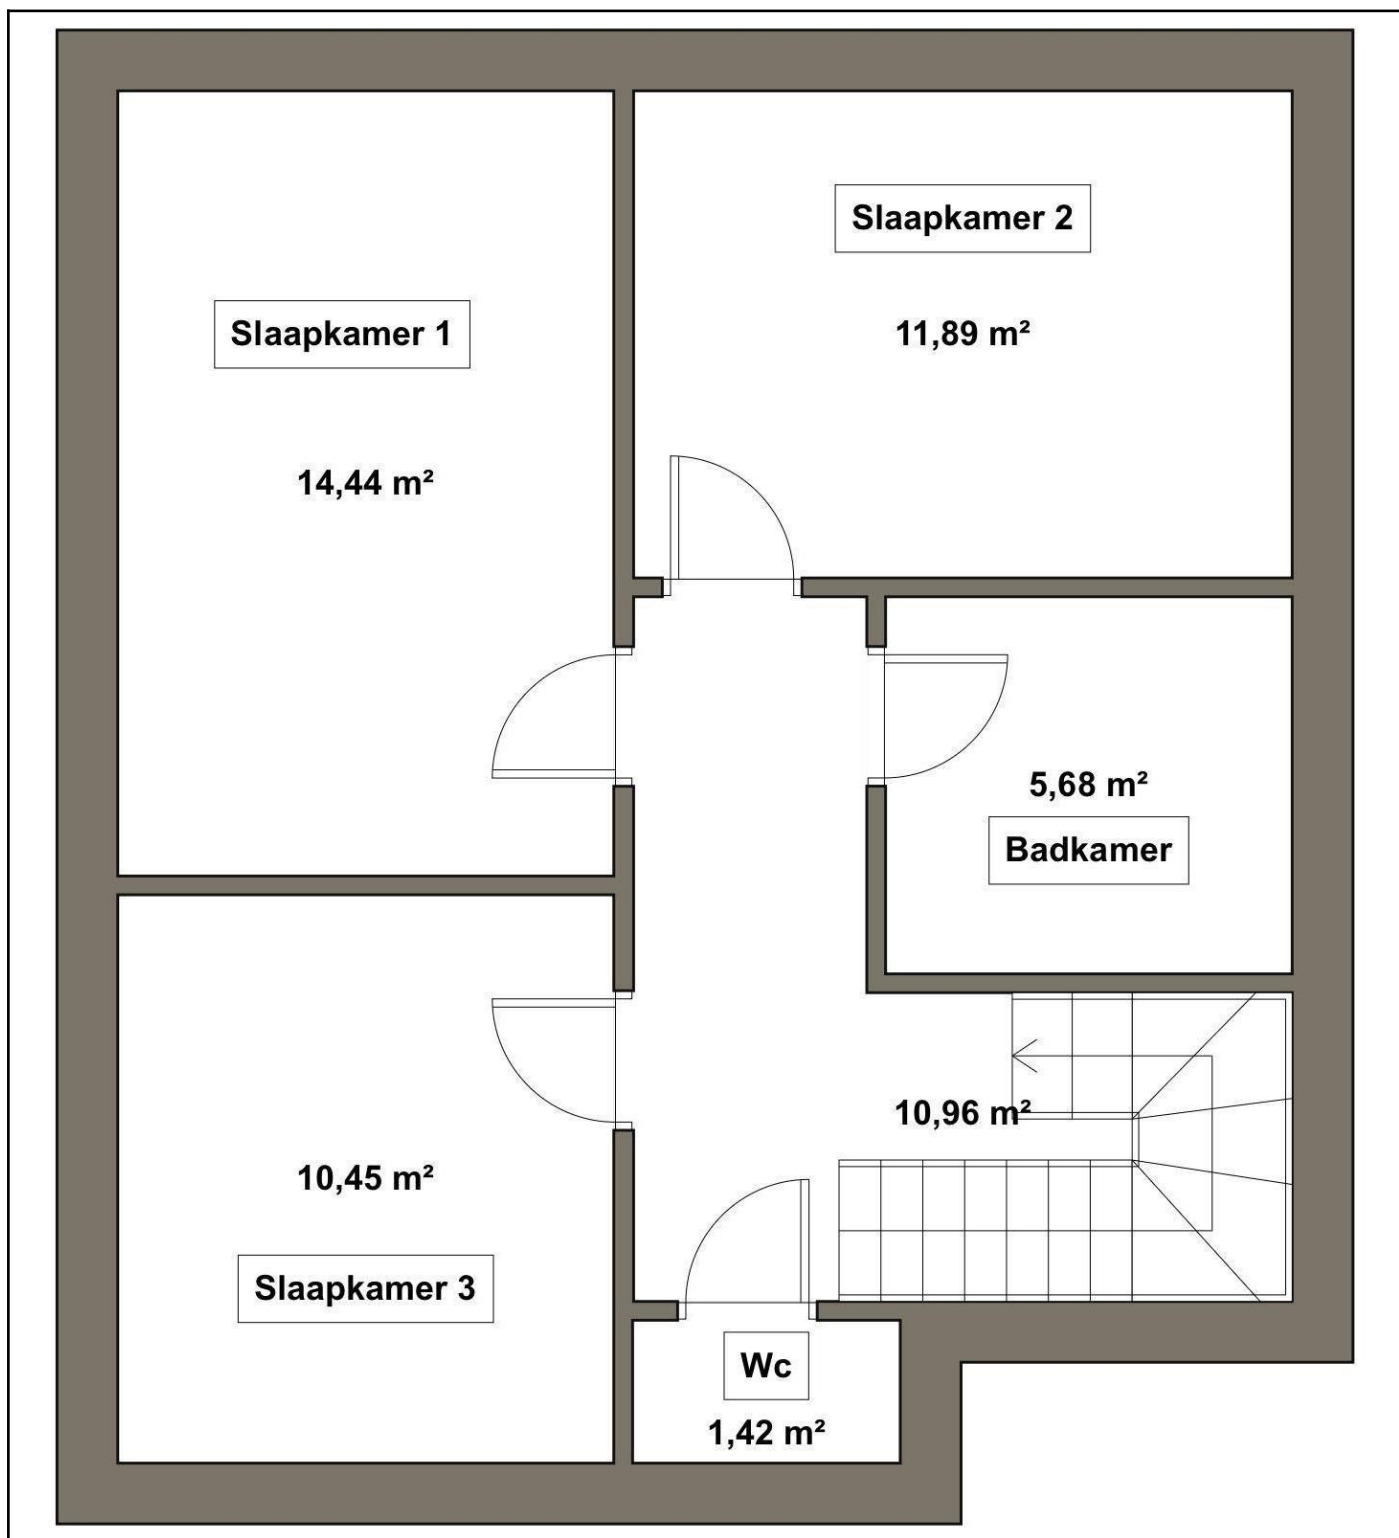 Slaapkamer 1
14,44 m²
Slaapkamer 2
11,89 m²
5,68 m²
Badkamer
10,96 m²
10,45 m²
Slaapkamer 3
Wc
1,42 m²